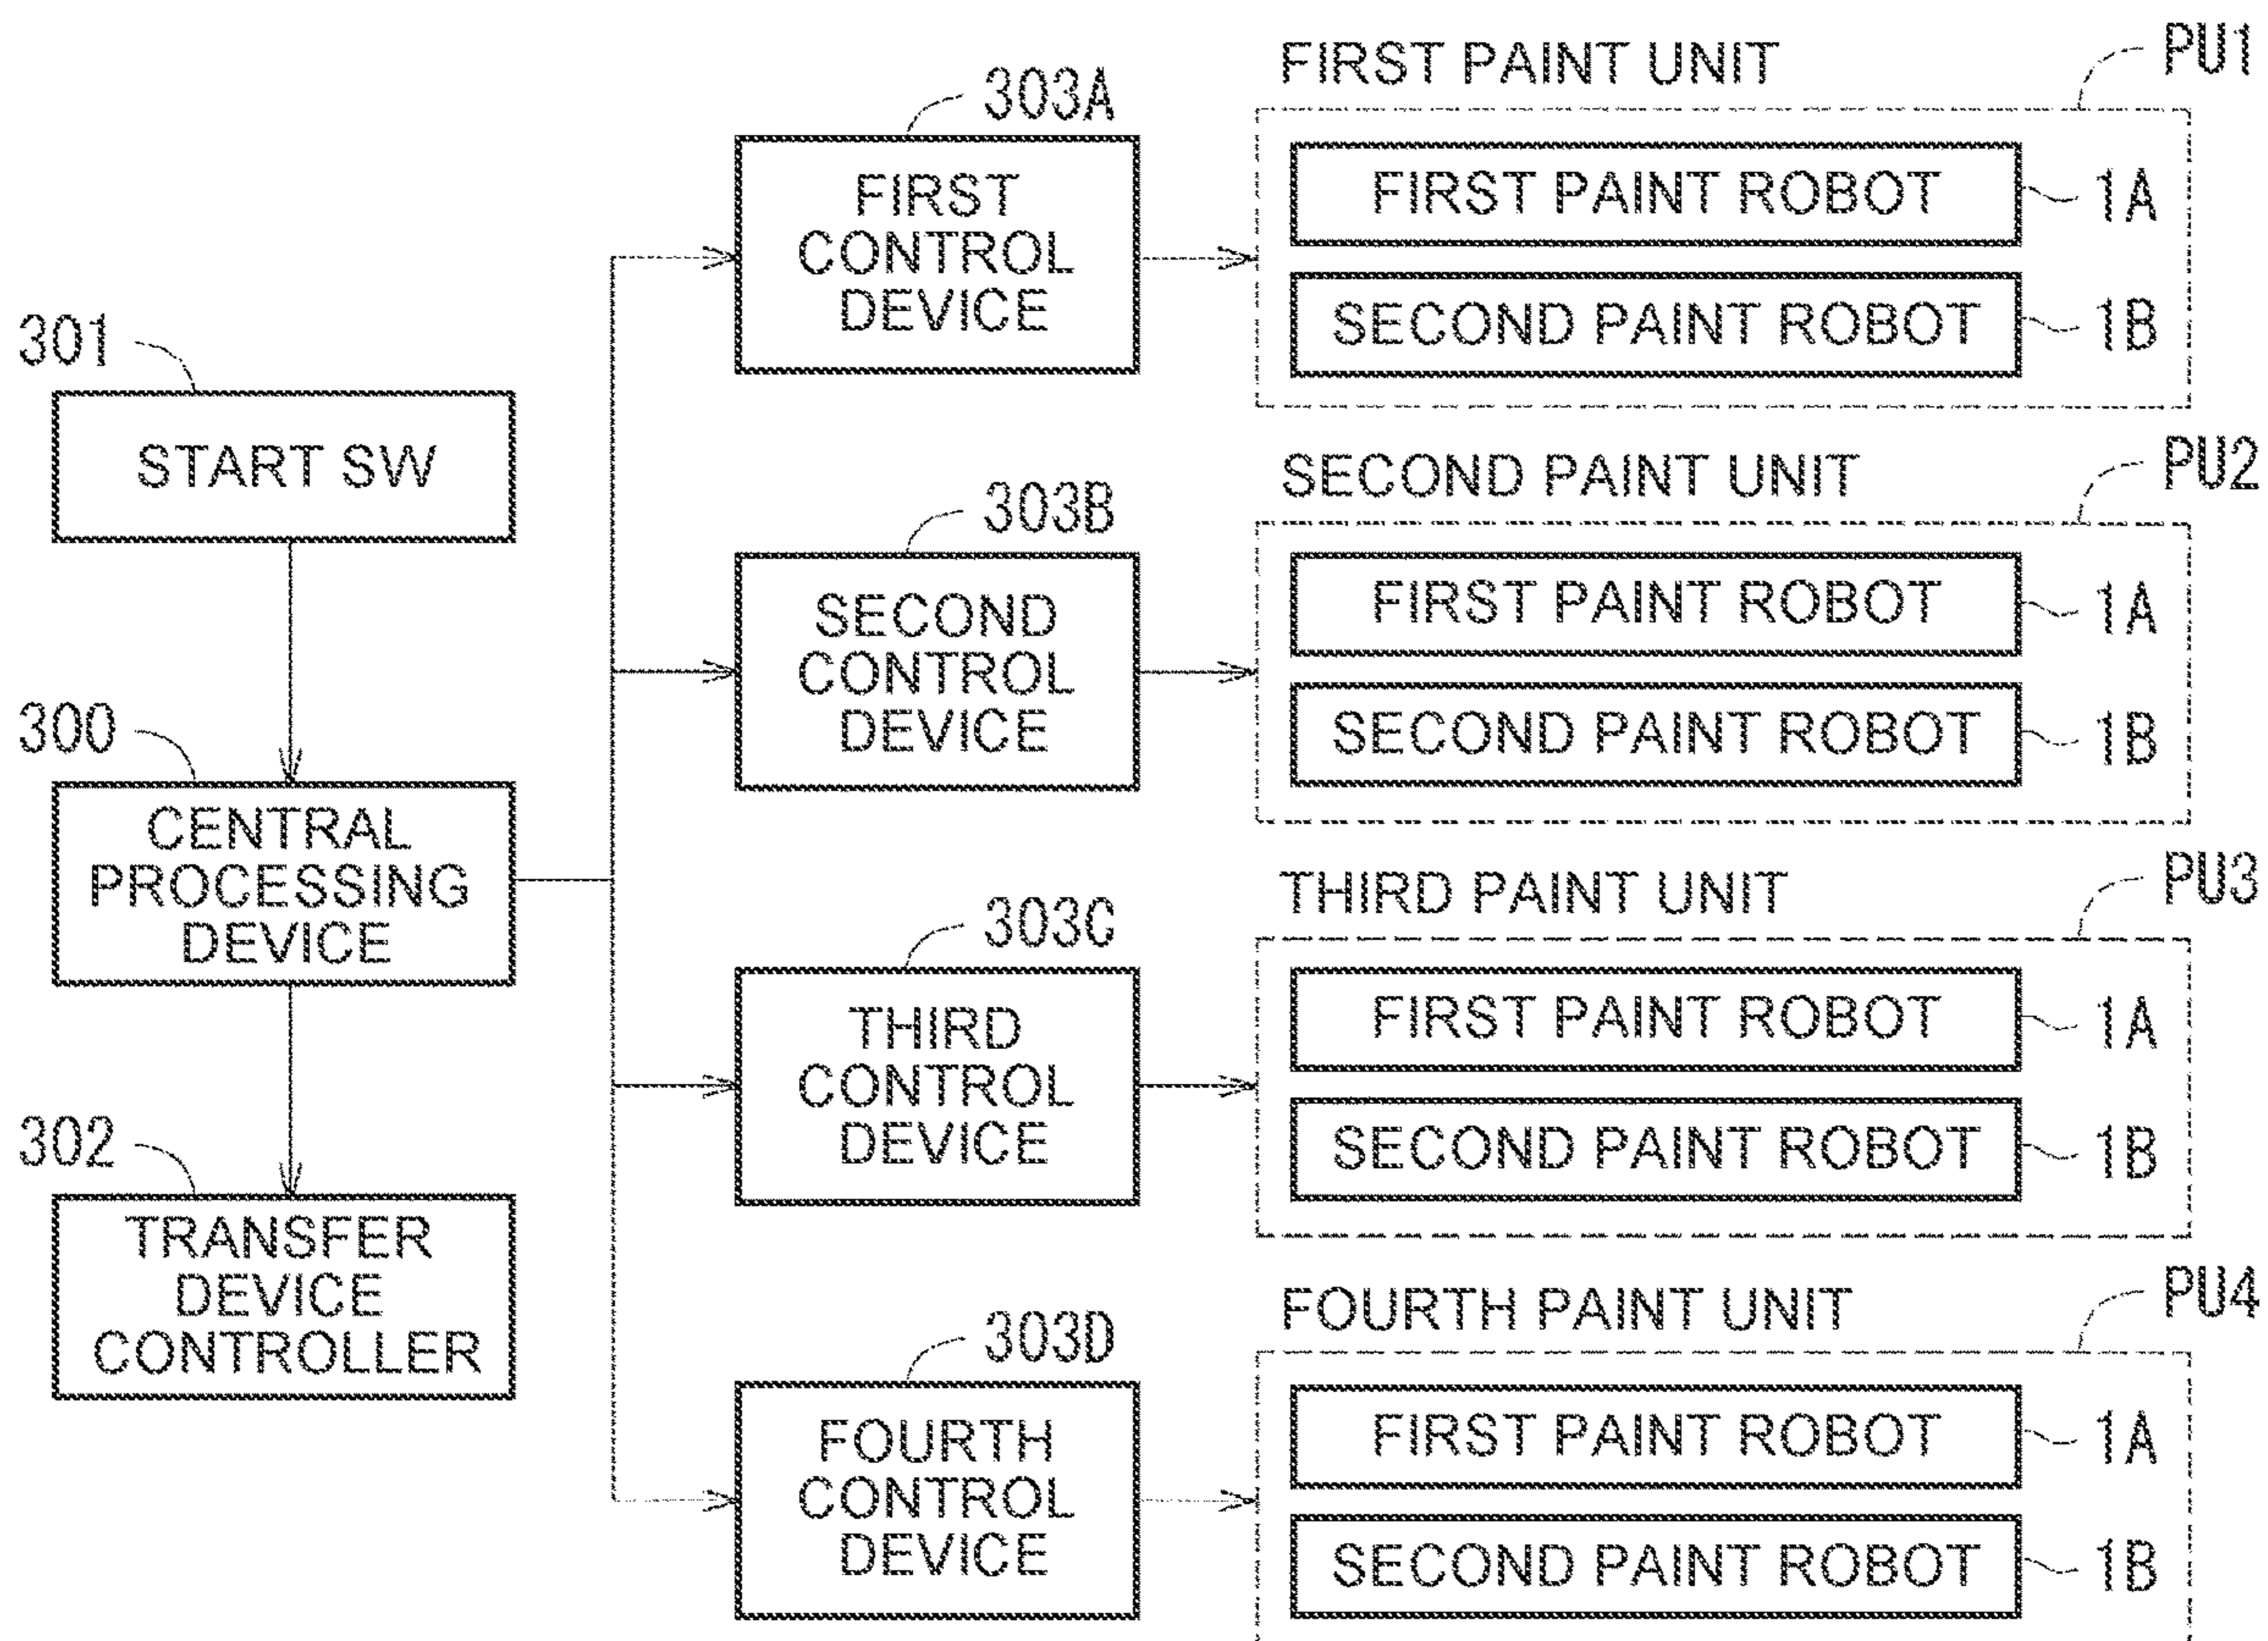 301
START SW
300
CENTRAL
PROCESSING
DEVICE
302
TRANSFER
DEVICE
CONTROLLER
303A
FIRST
CONTROL
DEVICE
303B
SECOND
CONTROL
DEVICE
303C
THIRD
CONTROL
DEVICE
303D
FOURTH
CONTROL
DEVICE
FIRST PAINT UNIT
PU1
FIRST PAINT ROBOT
1A
SECOND PAINT ROBOT
1B
SECOND PAINT UNIT
PU2
FIRST PAINT ROBOT
1A
SECOND PAINT ROBOT
1B
THIRD PAINT UNIT
PU3
FIRST PAINT ROBOT
1A
SECOND PAINT ROBOT
1B
FOURTH PAINT UNIT
PU4
FIRST PAINT ROBOT
1A
SECOND PAINT ROBOT
1B